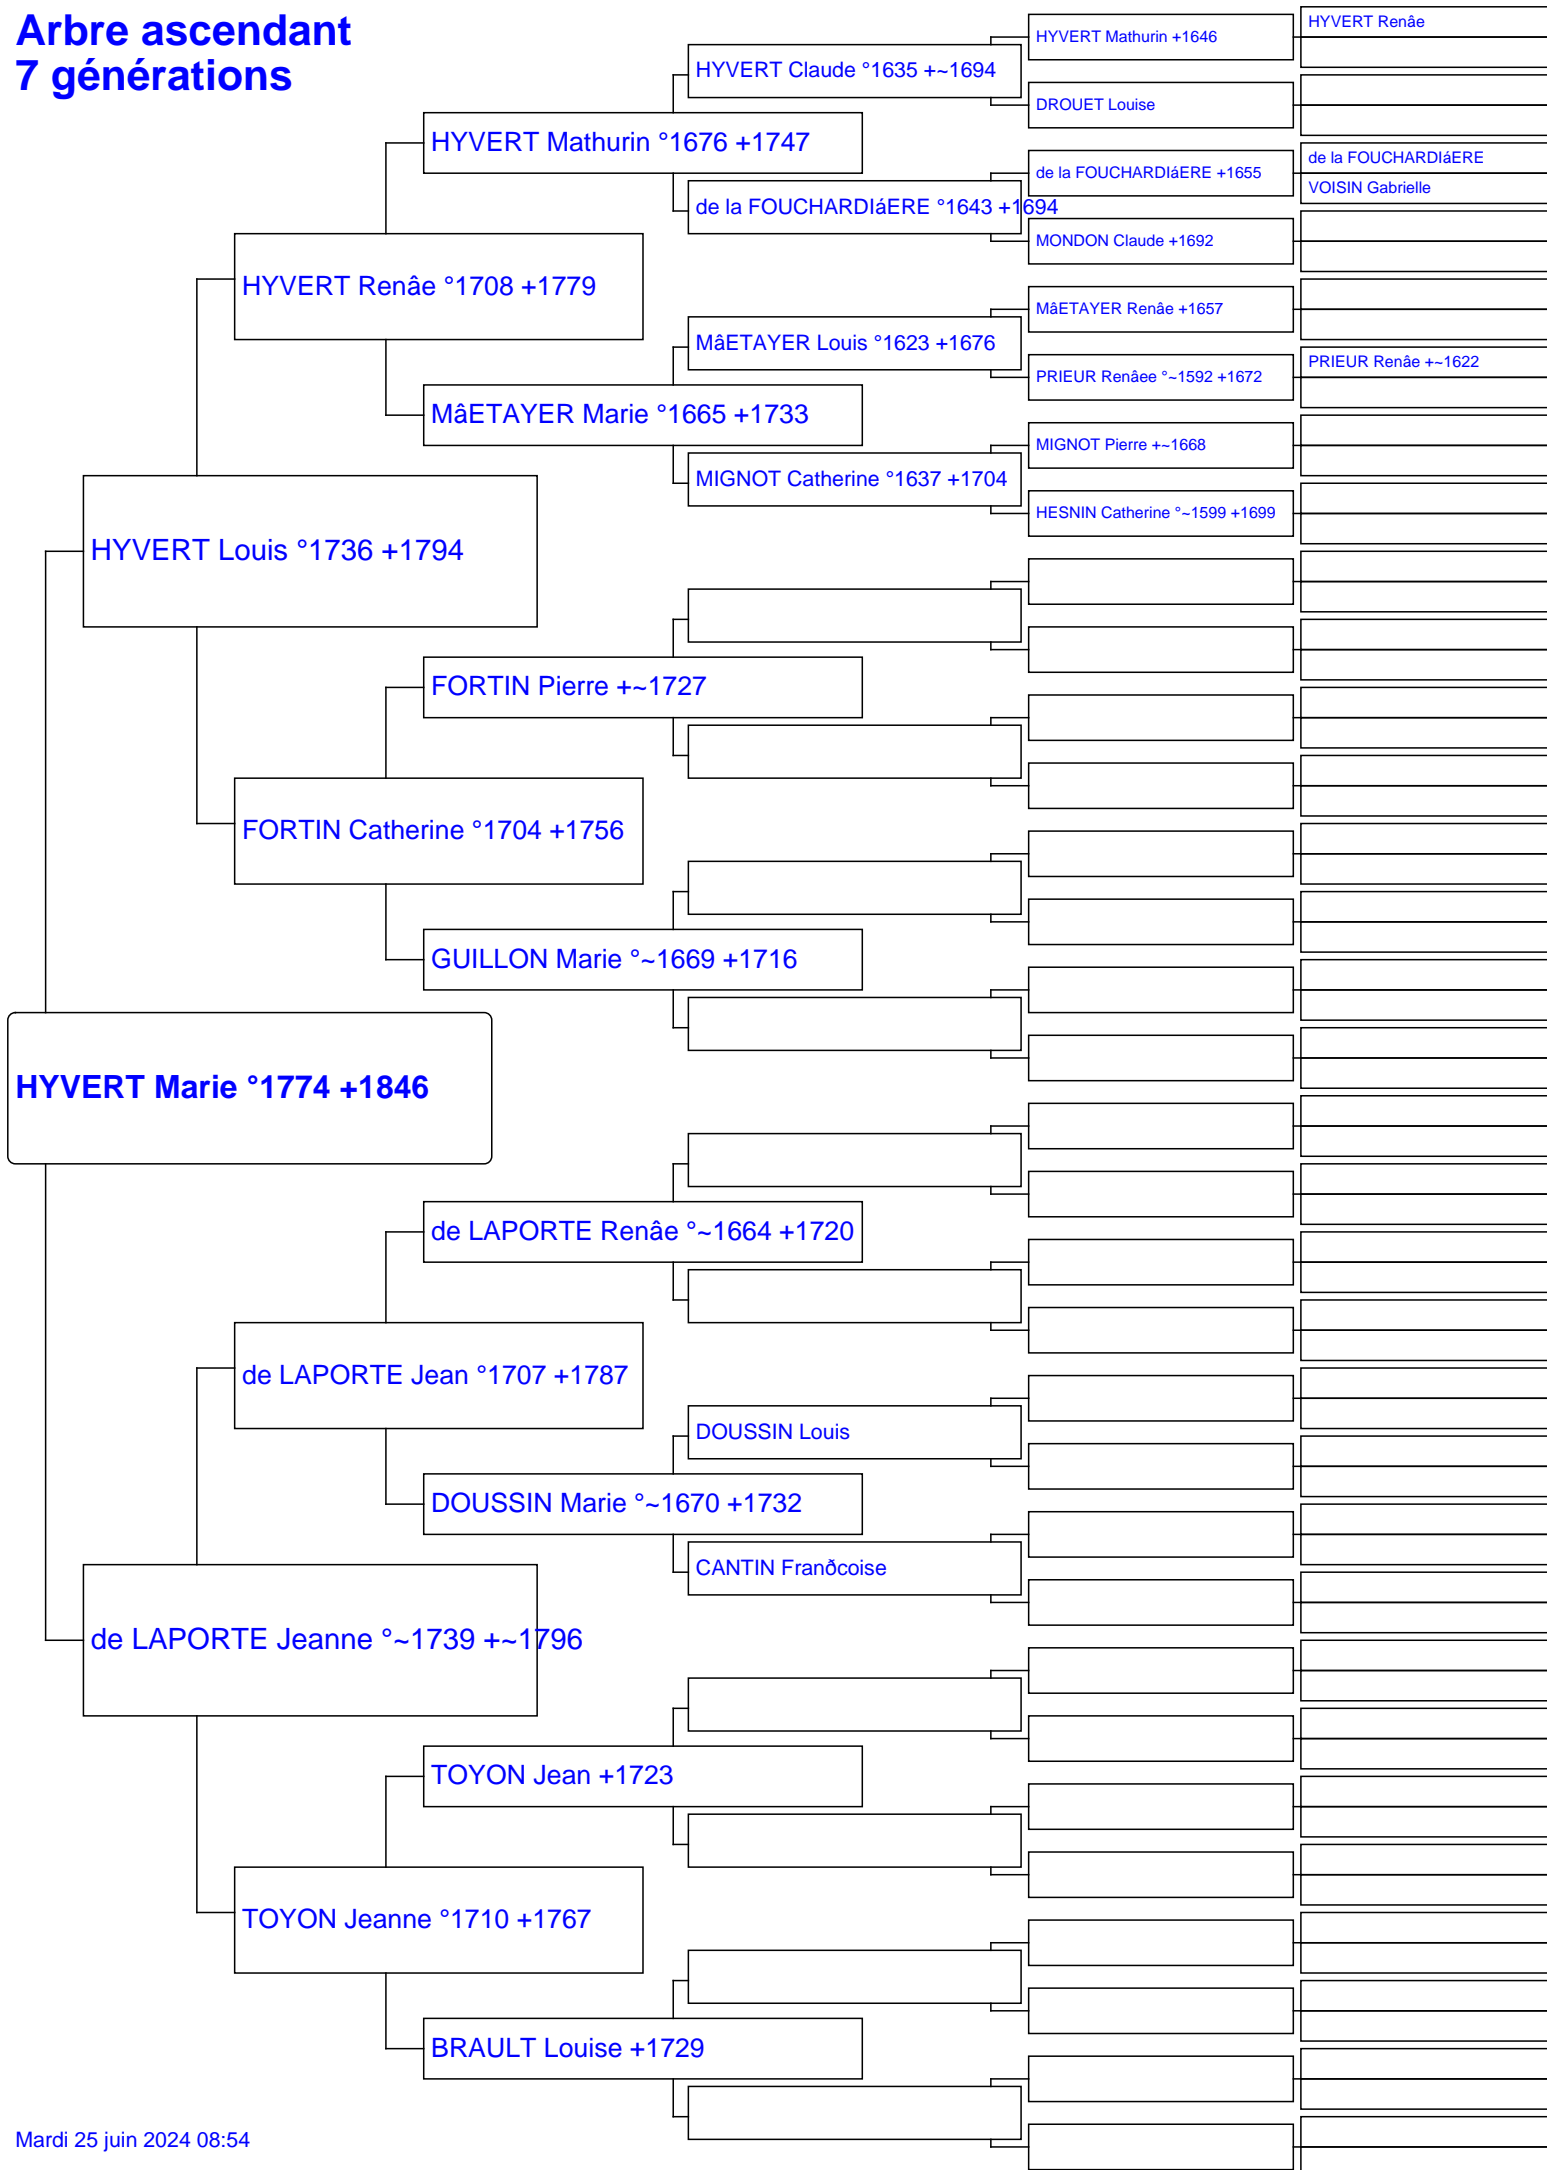 Arbre ascendant
7 générations
HYVERT Marie °1774 +1846
HYVERT Louis °1736 +1794
de LAPORTE Jeanne °~1739 +~1796
HYVERT Renâe °1708 +1779
FORTIN Catherine °1704 +1756
de LAPORTE Jean °1707 +1787
TOYON Jeanne °1710 +1767
HYVERT Mathurin °1676 +1747
MâETAYER Marie °1665 +1733
FORTIN Pierre +~1727
GUILLON Marie °~1669 +1716
de LAPORTE Renâe °~1664 +1720
DOUSSIN Marie °~1670 +1732
TOYON Jean +1723
BRAULT Louise +1729
HYVERT Claude °1635 +~1694
de la FOUCHARDIáERE °1643 +1694
MâETAYER Louis °1623 +1676
MIGNOT Catherine °1637 +1704
DOUSSIN Louis
CANTIN Franðcoise
HYVERT Mathurin +1646
DROUET Louise
de la FOUCHARDIáERE +1655
MONDON Claude +1692
MâETAYER Renâe +1657
PRIEUR Renâee °~1592 +1672
MIGNOT Pierre +~1668
HESNIN Catherine °~1599 +1699
HYVERT Renâe
de la FOUCHARDIáERE
VOISIN Gabrielle
PRIEUR Renâe +~1622
Mardi 25 juin 2024 08:54